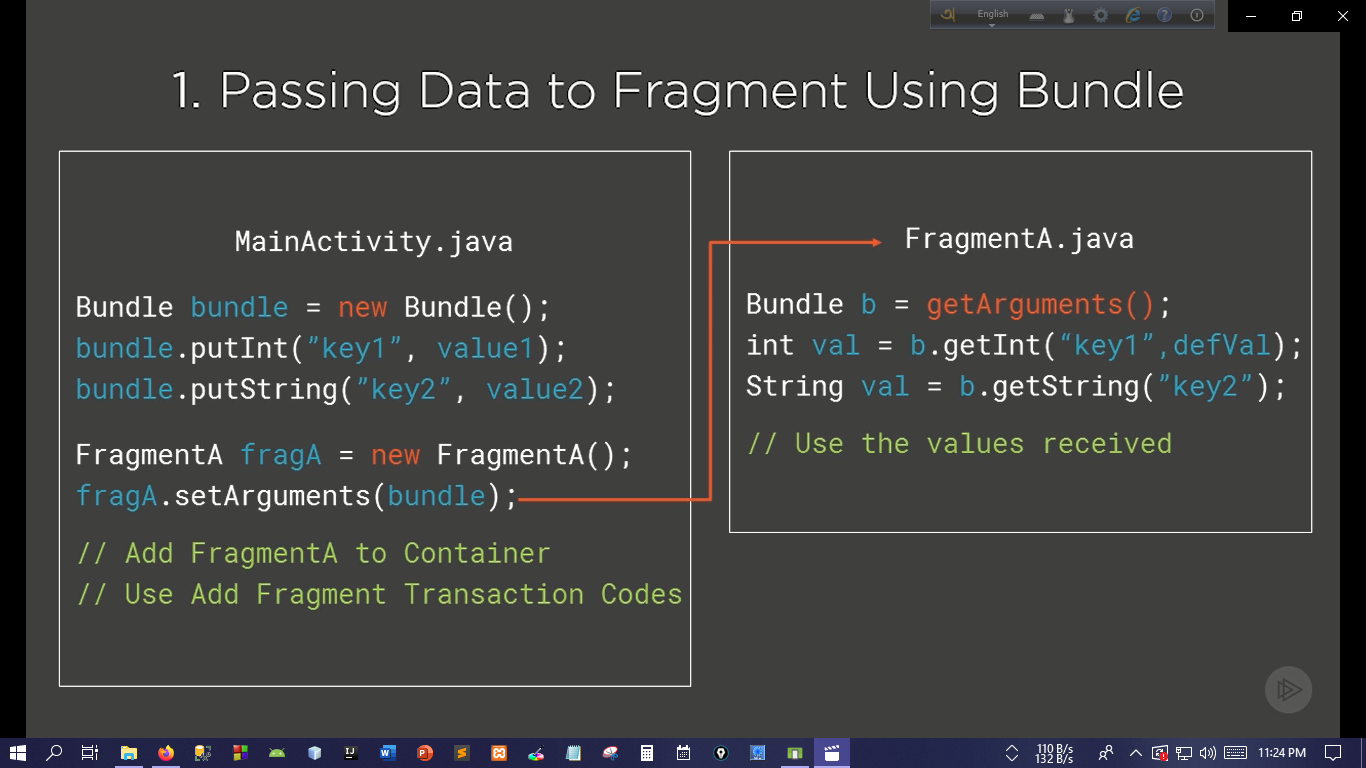 English
1. Passing Data to Fragment Using Bundle
MainActivity.java
Bundle bundle = new Bundle();
bundle.putInt(”key1”, value1);
bundle.putString(”key2”, value2);
FragmentA fragA = new FragmentA();
fragA.setArguments(bundle);
// Add FragmentA to Container
// Use Add Fragment Transaction Codes
FragmentA.java
Bundle b = getArguments();
int val = b.getInt(“key1”,defVal);
String val = b.getString(”key2”);
// Use the values received
110 B/s
132 B/s
11:24 PM